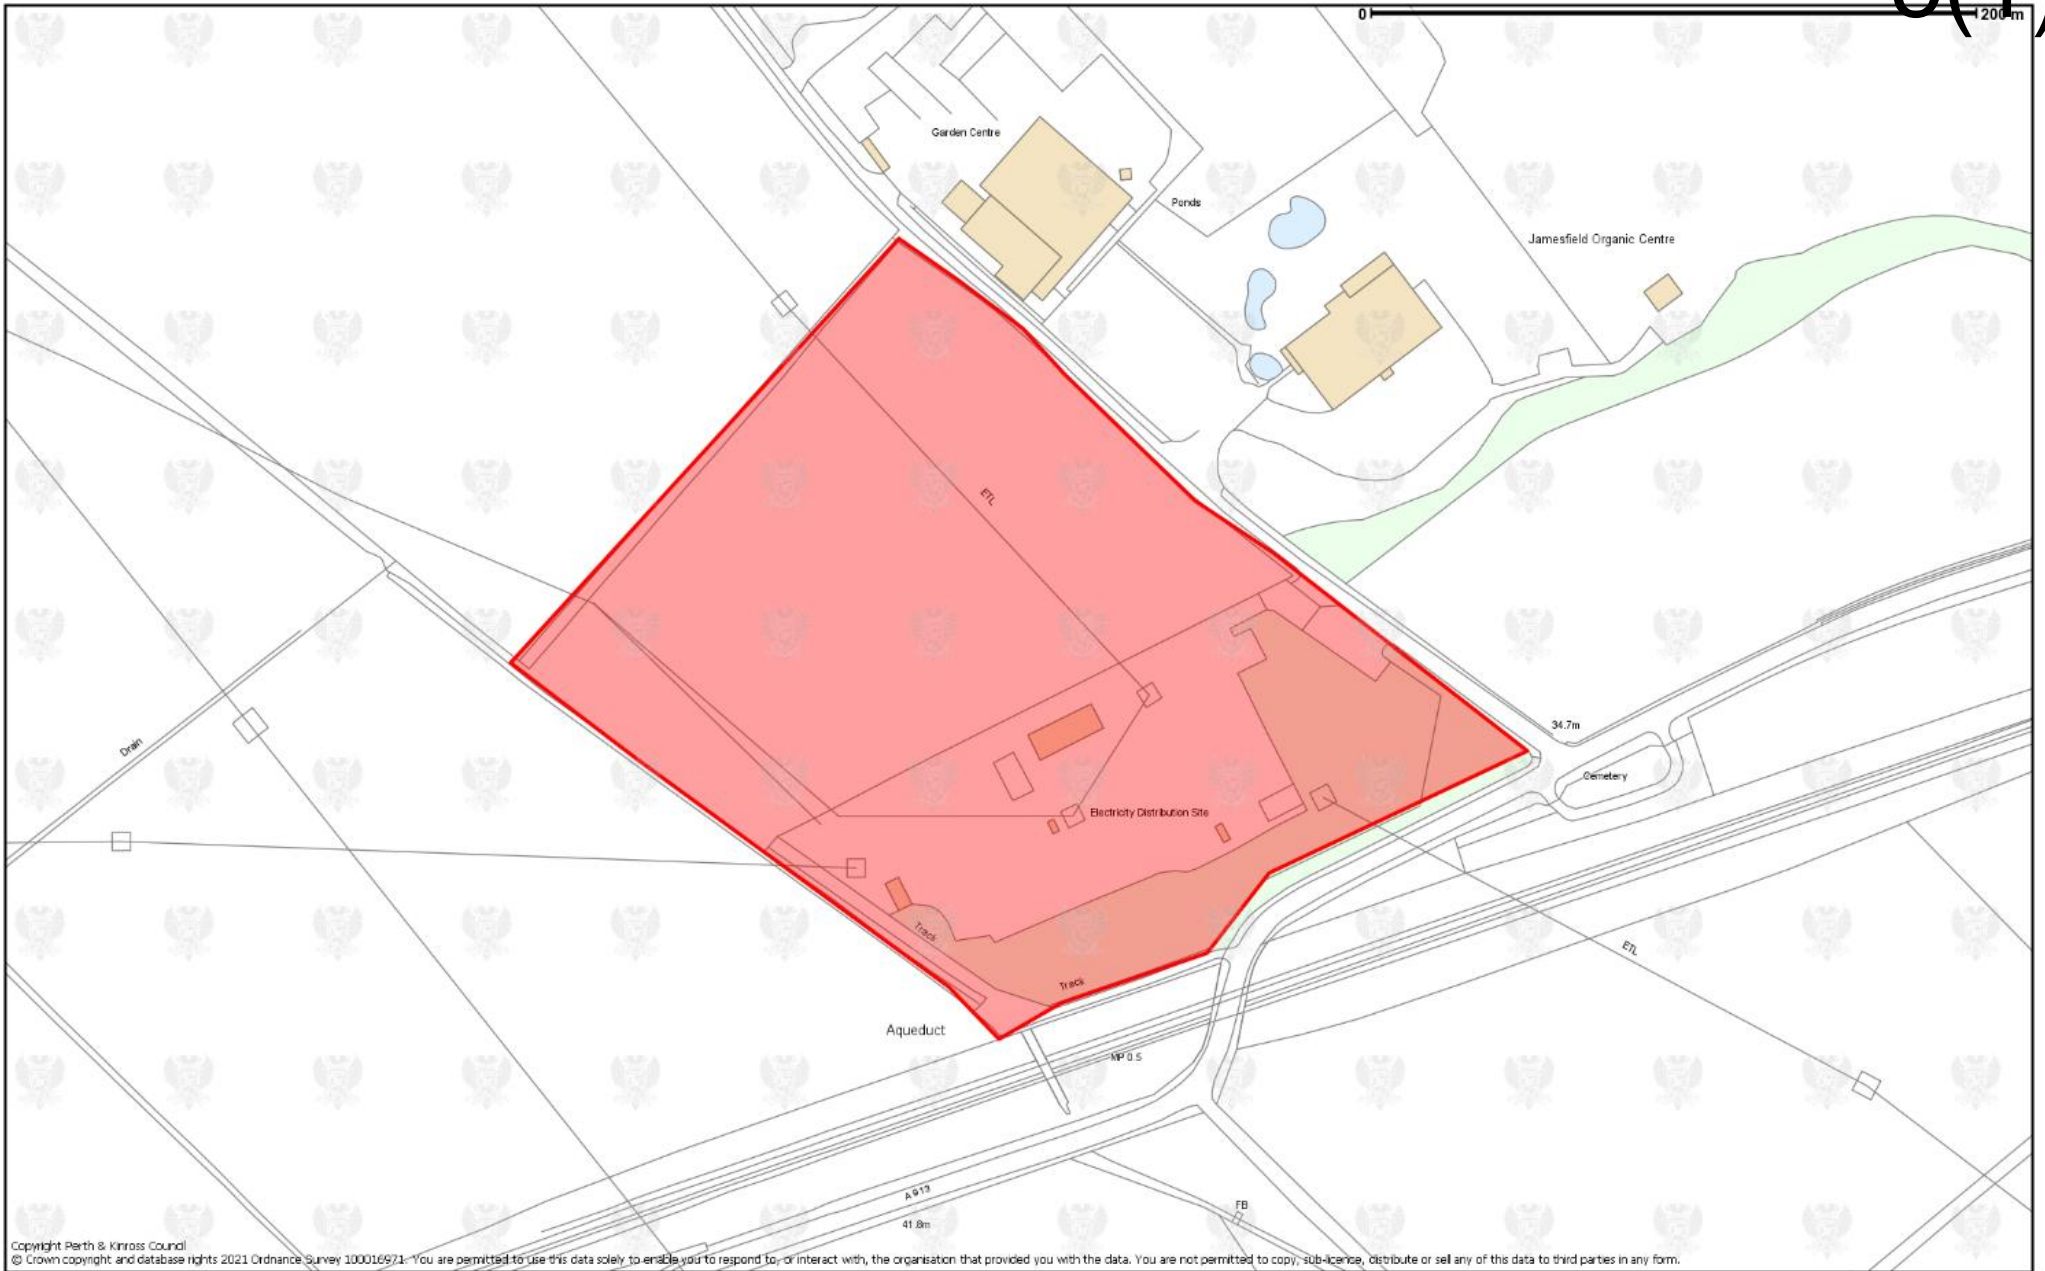 0
200 m
Garden Centre
Ponds
Jamesfield Organic Centre
ETL
34.7m
Drain
Cemetery
Electricity Distribution Site
Track
ETL
Track
Aqueduct
MP 0.5
A 913
FB
41.8m
Copyright Perth & Kinross Council
© Crown copyright and database rights 2021 Ordnance Survey 100016971. You are permitted to use this data solely to enable you to respond to, or interact with, the organisation that provided you with the data. You are not permitted to copy, sub-licence, distribute or sell any of this data to third parties in any form.